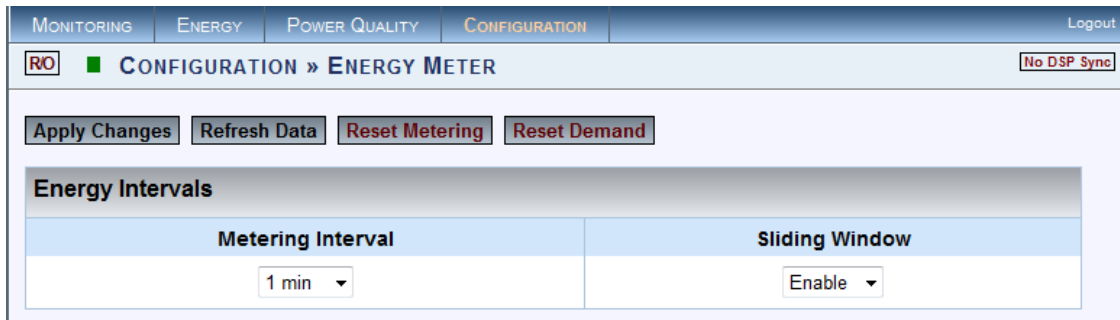 MONITORING ENERGY POWER QUALITY CONFIGURATION Logout
R/O CONFIGURATION » ENERGY METER No DSP Sync
Apply Changes Refresh Data Reset Metering Reset Demand
Energy Intervals
Metering Interval Sliding Window
1 min Enable